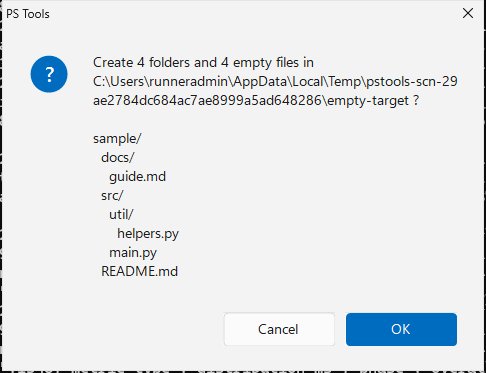 PS Tools
Create 4 folders and 4 empty files in
C:\Users\runneradmin\AppData\Local\Temp\pstools-scn-29
ae2784dc684ac7ae8999a5ad648286\empty-target ?
sample/
docs/
guide.md
src/
util/
helpers.py
main.py
README.md
Cancel
OK